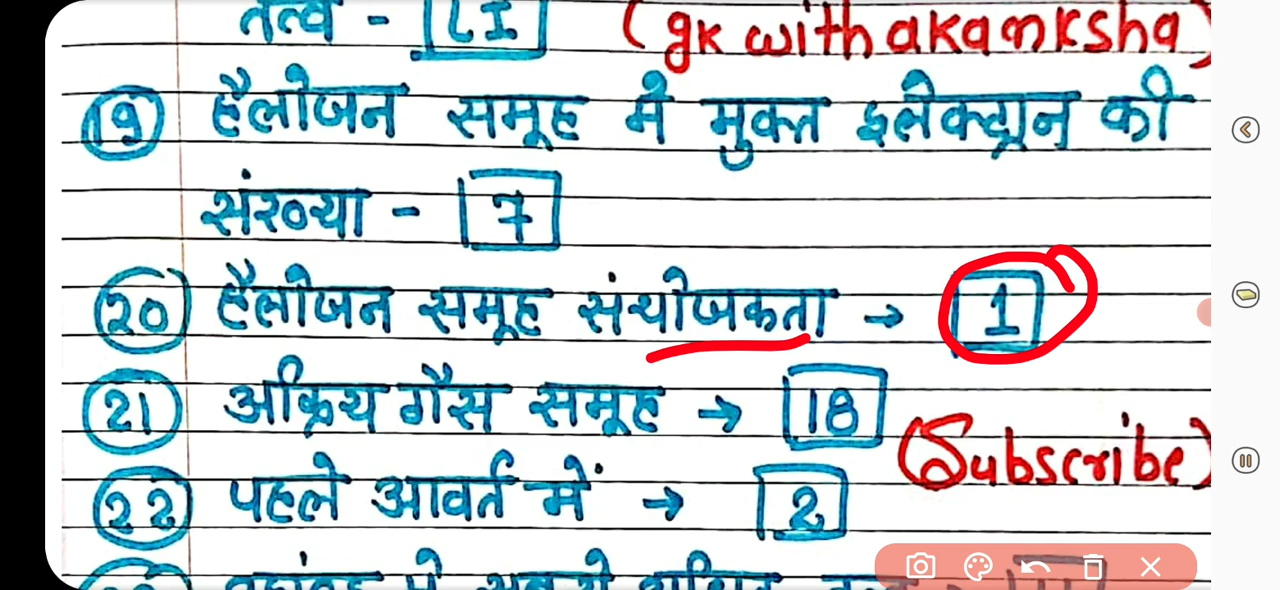 तत्व - Li (gk with akanksha)
19 हैलोजन समूह में मुक्त इलेक्ट्रान की
संख्या - 7
20 हैलोजन समूह संयोजकता → 1
21 अक्रिय गैस समूह → 18
(Subscribe)
22 पहले आवर्त में → 2